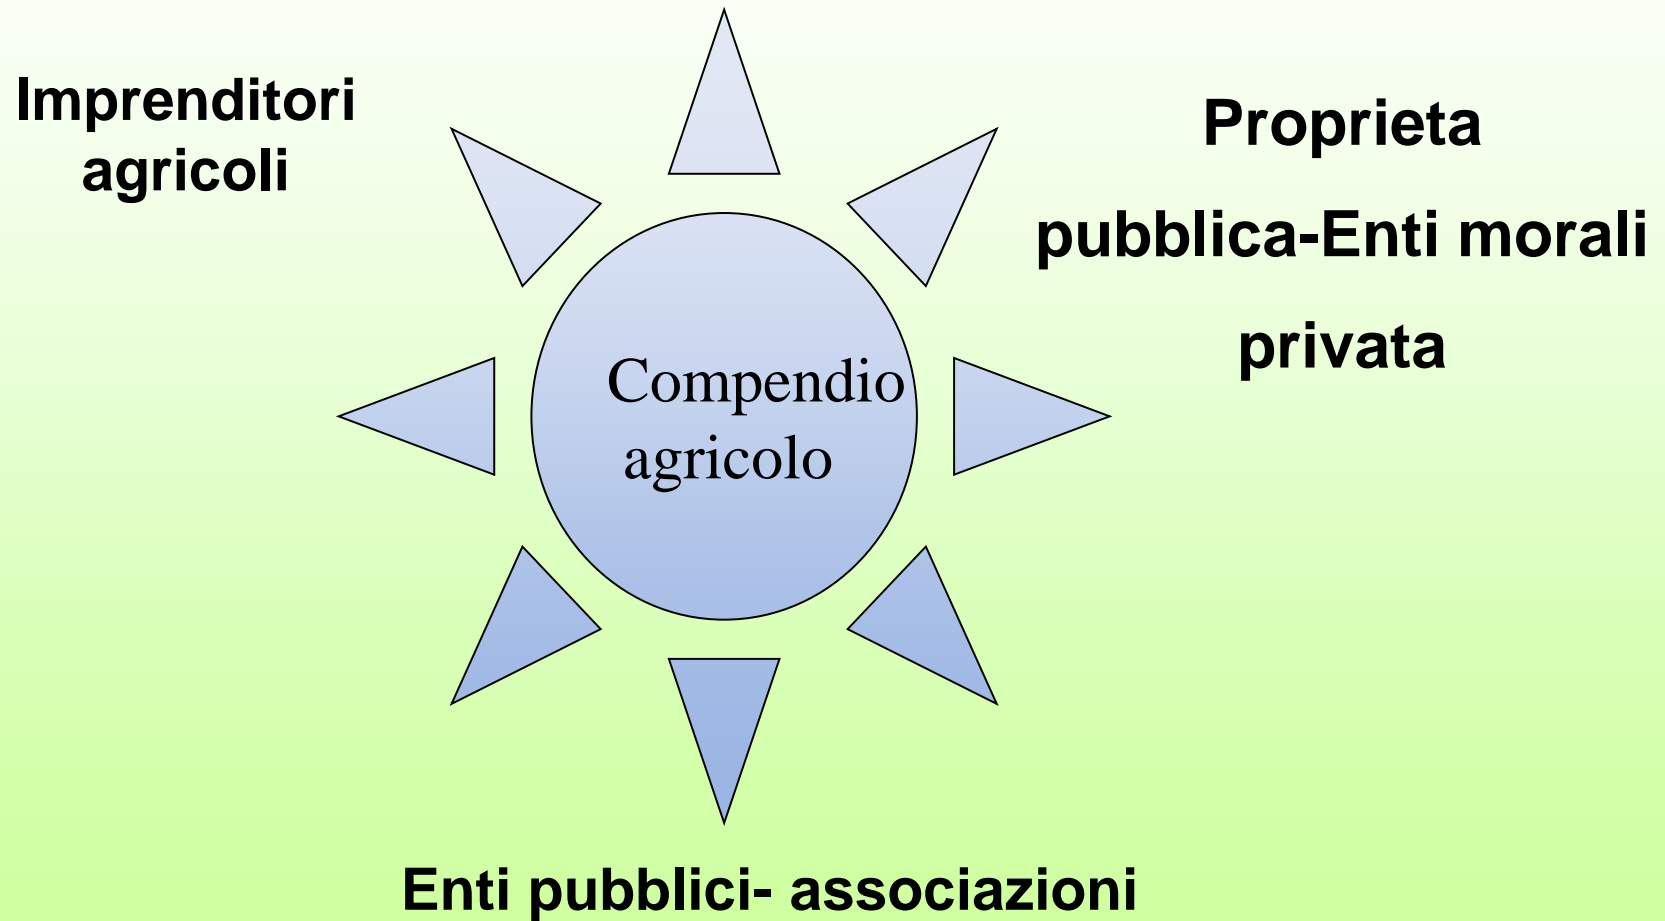 Imprenditori
agricoli
Proprieta
pubblica-Enti morali
privata
Compendio
agricolo
Enti pubblici- associazioni